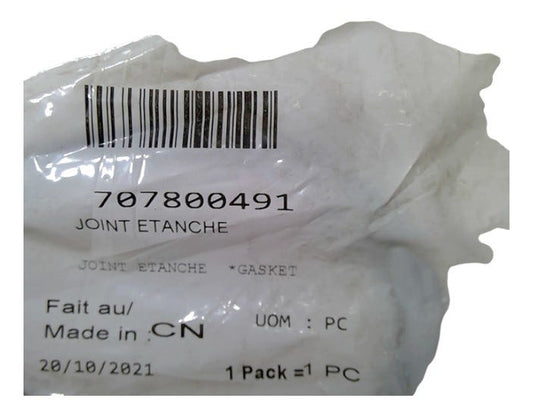 707800491
JOINT ETANCHE
JOINT ETANCHE *GASKET
Fait au/
Made in : CN UOM : PC
20/10/2021 1 Pack =1 PC